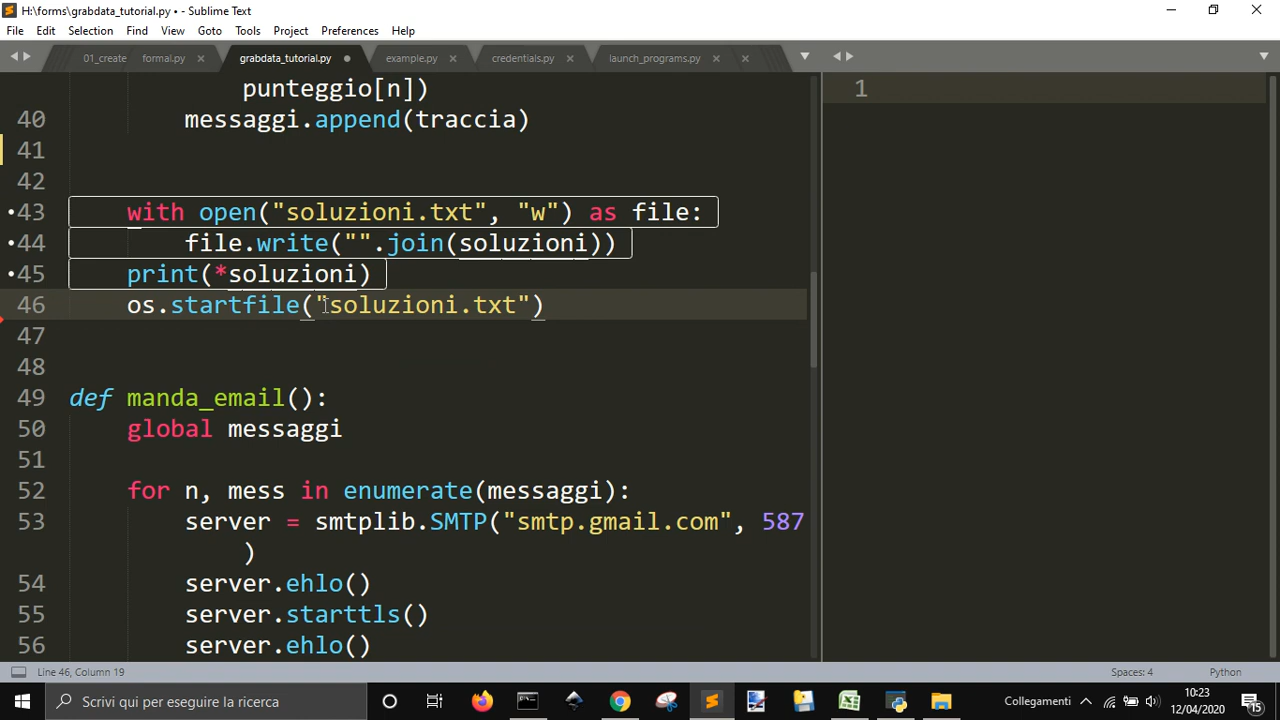 H:\forms\grabdata_tutorial.py • - Sublime Text
File Edit Selection Find View Goto Tools Project Preferences Help
01_create formal.py grabdata_tutorial.py example.py credentials.py launch_programs.py
punteggio[n])
40 messaggi.append(traccia)
41
42
43 with open("soluzioni.txt", "w") as file:
44 file.write("".join(soluzioni))
45 print(*soluzioni)
46 os.startfile("soluzioni.txt")
47
48
49 def manda_email():
50 global messaggi
51
52 for n, mess in enumerate(messaggi):
53 server = smtplib.SMTP("smtp.gmail.com", 587
)
54 server.ehlo()
55 server.starttls()
56 server.ehlo()
1
Line 46, Column 19 Spaces: 4 Python
Scrivi qui per eseguire la ricerca
Collegamenti
10:23
12/04/2020
15